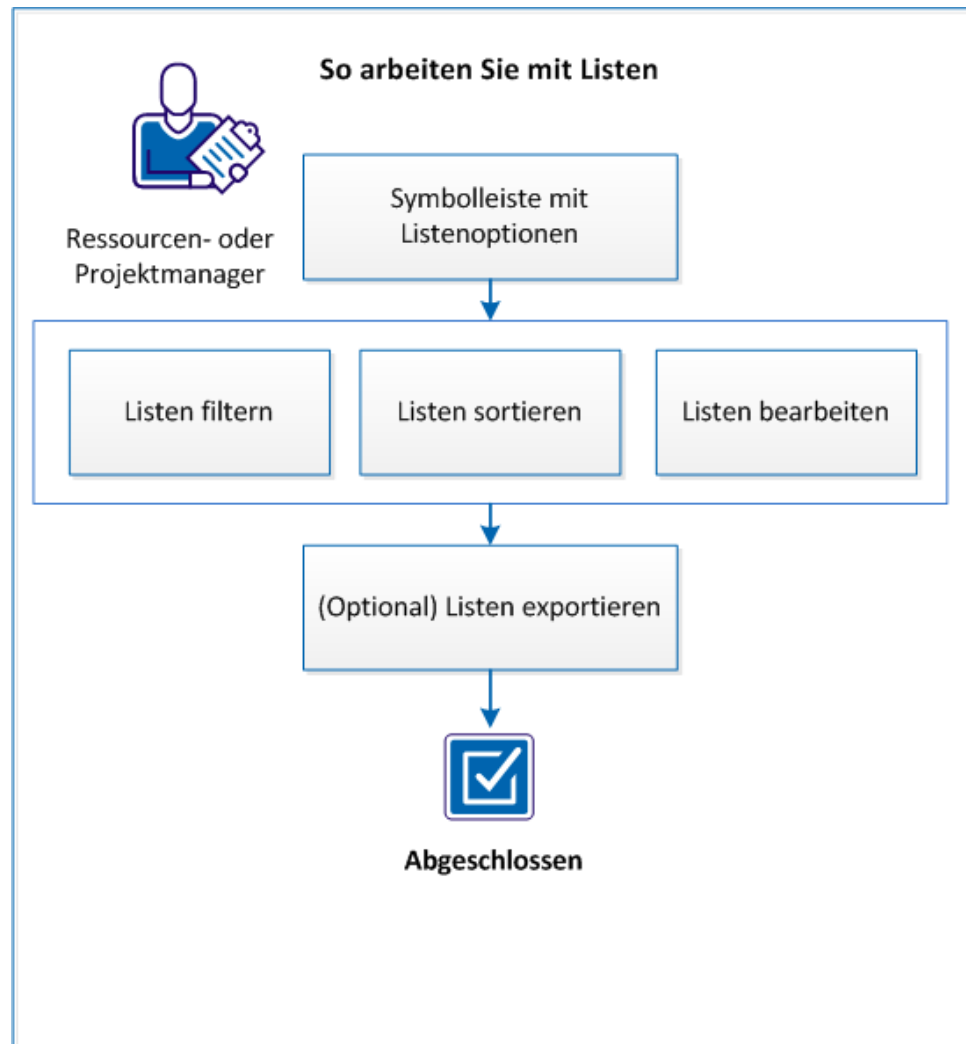 So arbeiten Sie mit Listen
Ressourcen- oder
Projektmanager
Symbolleiste mit
Listenoptionen
Listen filtern
Listen sortieren
Listen bearbeiten
(Optional) Listen exportieren
Abgeschlossen